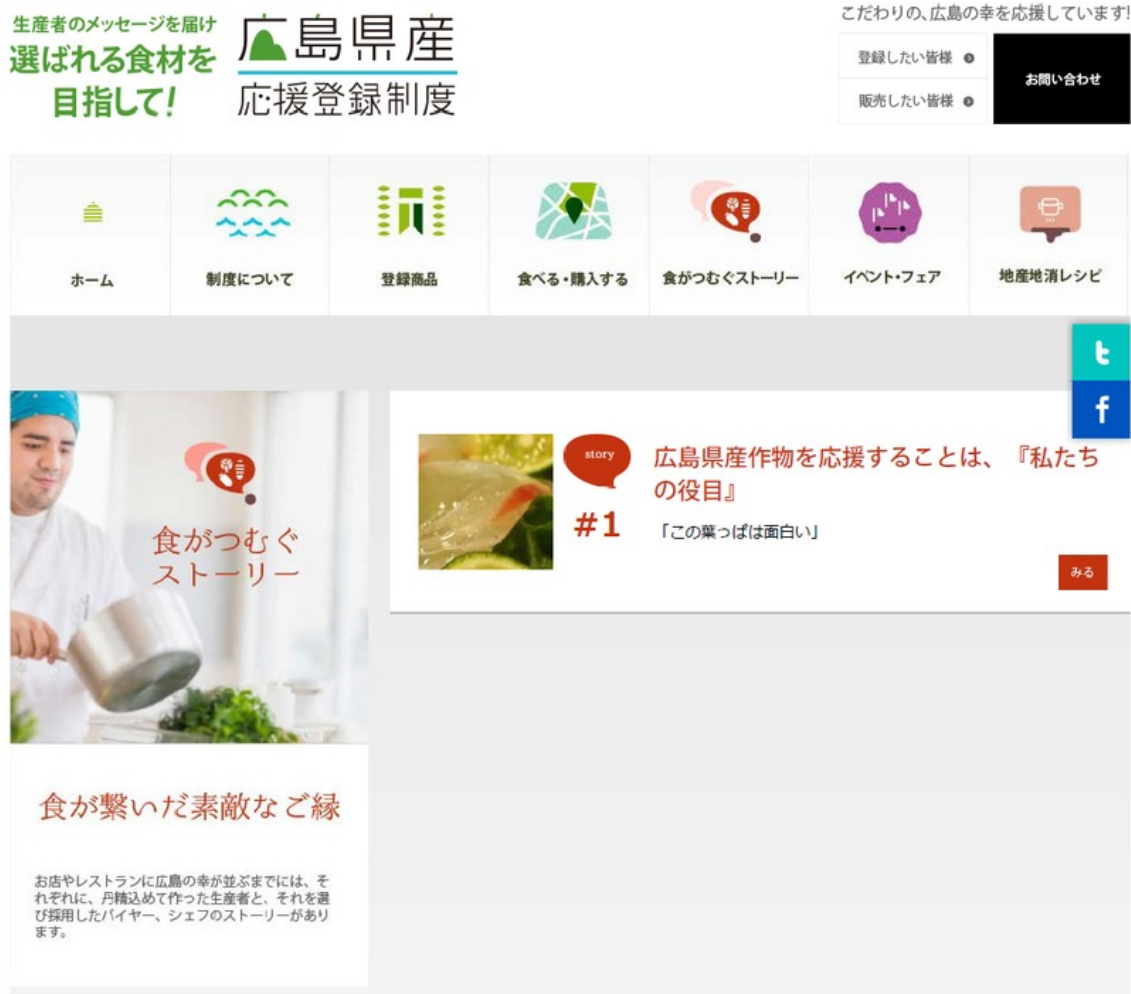 生産者のメッセージを届け
選ばれる食材を
目指して!
広島県産
応援登録制度
こだわりの、広島の幸を応援しています!
登録したい皆様
販売したい皆様
お問い合わせ
ホーム
制度について
登録商品
食べる・購入する
食がつむぐストーリー
イベント・フェア
地産地消レシピ
t
f
食がつむぐ
ストーリー
story
#1
広島県産作物を応援することは、『私たち
の役目』
「この葉っぱは面白い」
みる
食が繋いだ素敵なご縁
お店やレストランに広島の幸が並ぶまでには、そ
れぞれに、丹精込めて作った生産者と、それを選
び採用したバイヤー、シェフのストーリーがあり
ます。